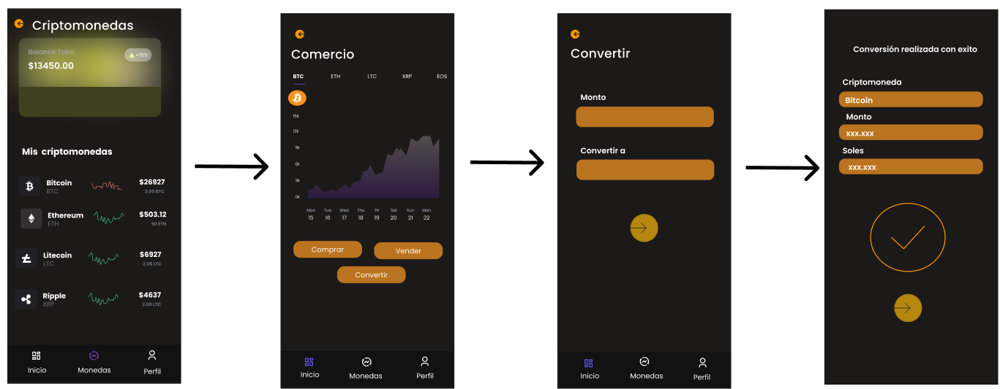 Criptomonedas
Balance Total
+15%
$13450.00
Mis criptomonedas
Bitcoin
BTC
$26927
2.05 BTC
Ethereum
ETH
$503.12
50 ETH
Litecoin
LTC
$6927
2.05 LTC
Ripple
XRP
$4637
2.05 LTC
Inicio
Monedas
Perfil
Comercio
BTC ETH LTC XRP EOS
15k
12k
9k
6k
3k
0k
Mon Tue Wed Thu Fri Sat Sun Mon
15 16 17 18 19 20 21 22
Comprar
Vender
Convertir
Inicio
Monedas
Perfil
Convertir
Monto
Convertir a
Inicio
Monedas
Perfil
Conversión realizada con exito
Criptomoneda
Bitcoin
Monto
xxx.xxx
Soles
xxx.xxx